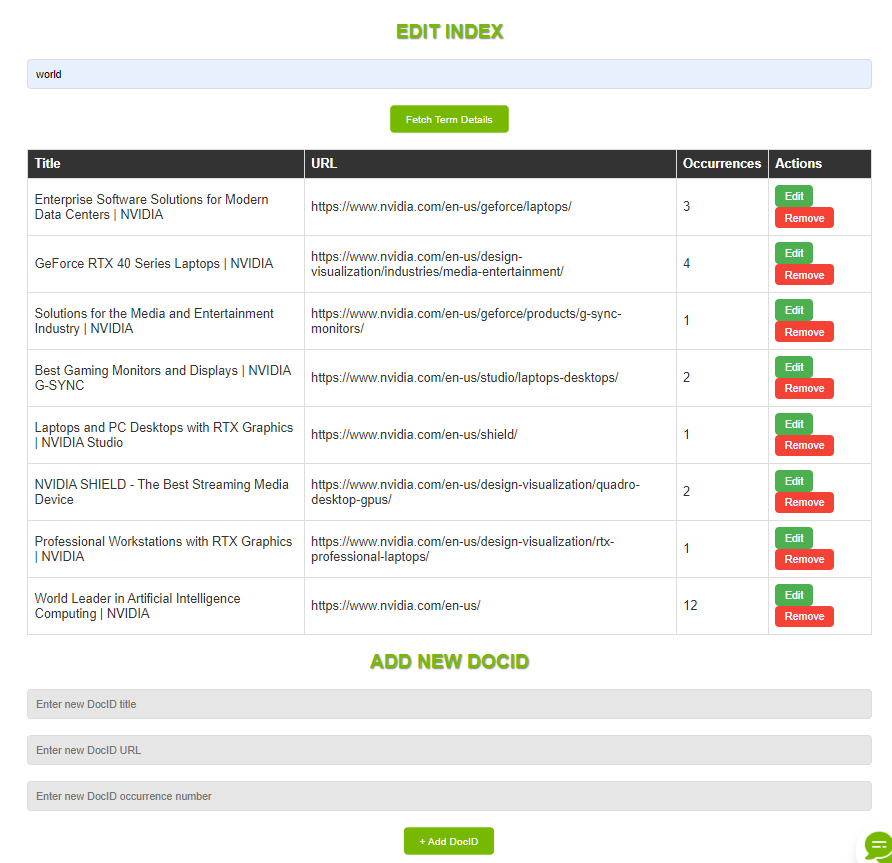 EDIT INDEX
world
Fetch Term Details
Title URL Occurrences Actions
Enterprise Software Solutions for Modern
Data Centers | NVIDIA
https://www.nvidia.com/en-us/geforce/laptops/
3
Edit
Remove
GeForce RTX 40 Series Laptops | NVIDIA
https://www.nvidia.com/en-us/design-
visualization/industries/media-entertainment/
4
Edit
Remove
Solutions for the Media and Entertainment
Industry | NVIDIA
https://www.nvidia.com/en-us/geforce/products/g-sync-
monitors/
1
Edit
Remove
Best Gaming Monitors and Displays | NVIDIA
G-SYNC
https://www.nvidia.com/en-us/studio/laptops-desktops/
2
Edit
Remove
Laptops and PC Desktops with RTX Graphics
| NVIDIA Studio
https://www.nvidia.com/en-us/shield/
1
Edit
Remove
NVIDIA SHIELD - The Best Streaming Media
Device
https://www.nvidia.com/en-us/design-visualization/quadro-
desktop-gpus/
2
Edit
Remove
Professional Workstations with RTX Graphics
| NVIDIA
https://www.nvidia.com/en-us/design-visualization/rtx-
professional-laptops/
1
Edit
Remove
World Leader in Artificial Intelligence
Computing | NVIDIA
https://www.nvidia.com/en-us/
12
Edit
Remove
ADD NEW DOCID
Enter new DocID title
Enter new DocID URL
Enter new DocID occurrence number
+ Add DocID